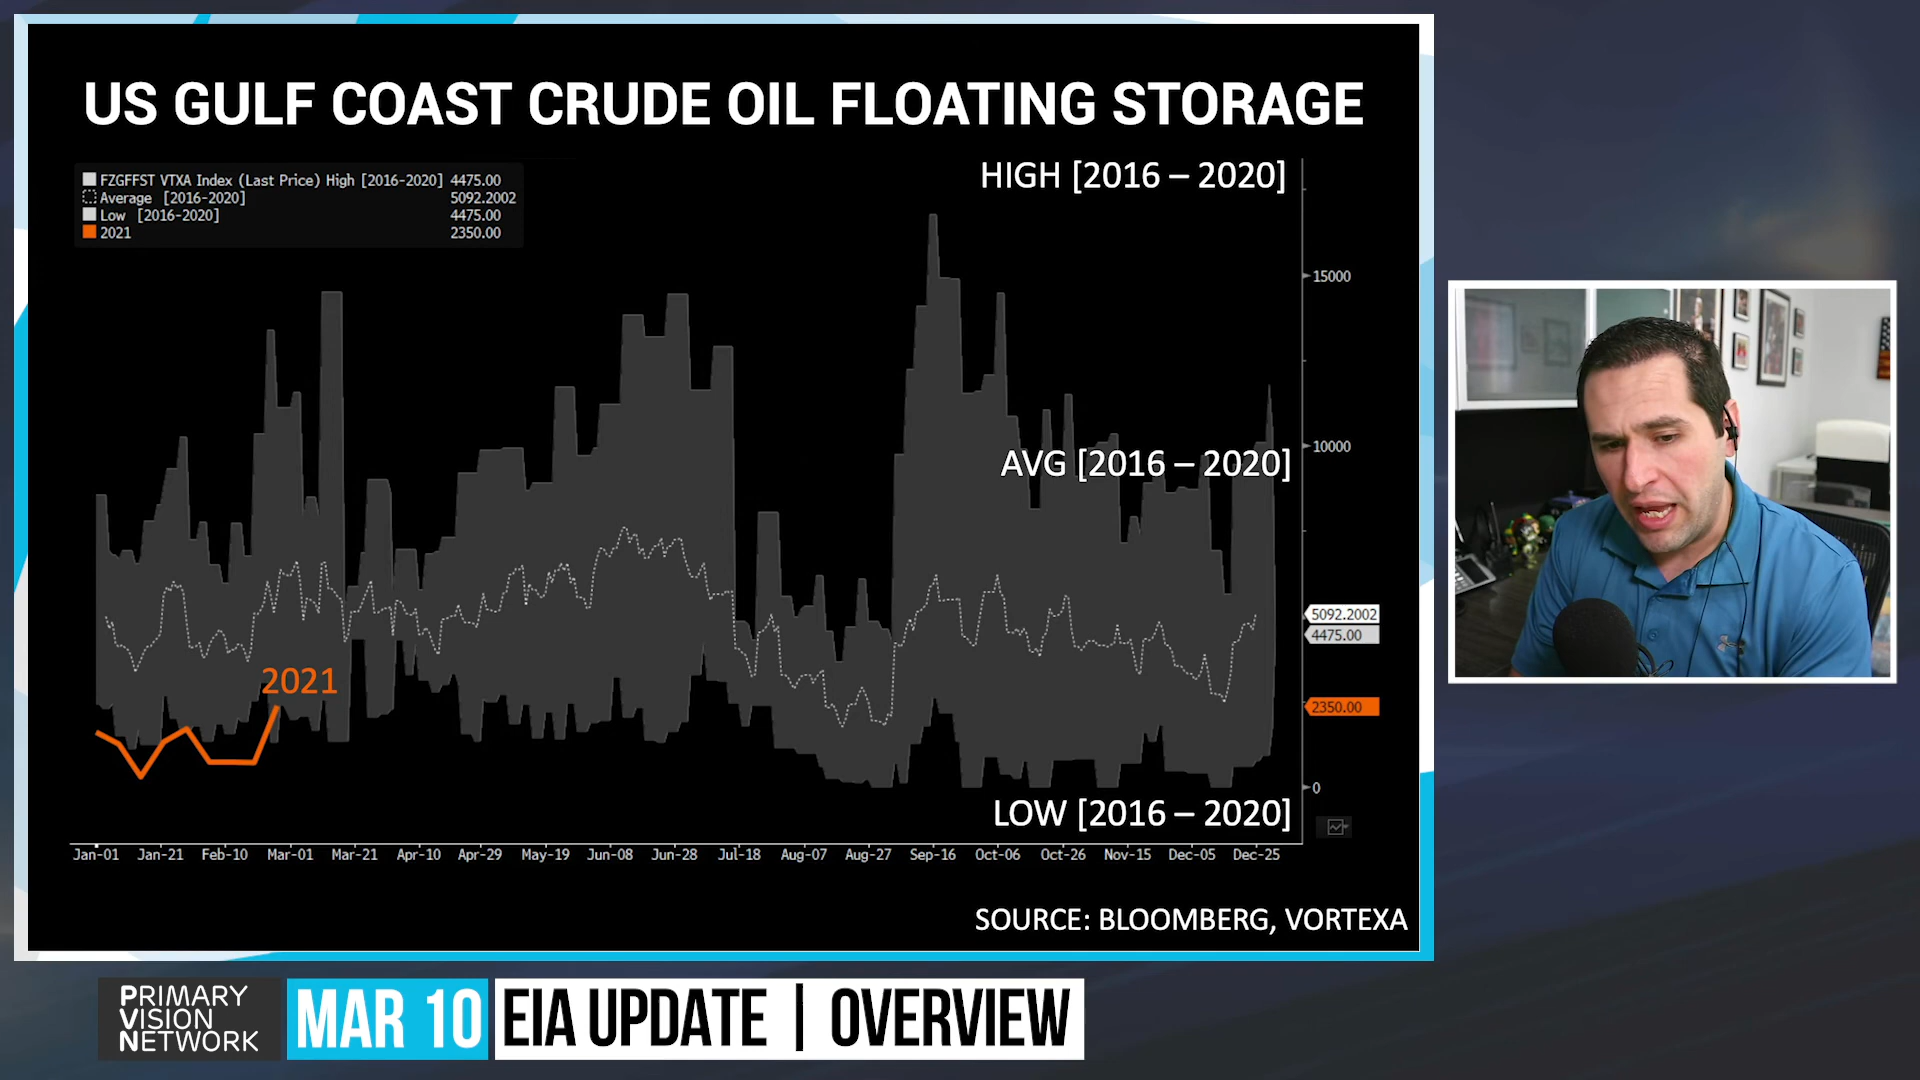 US GULF COAST CRUDE OIL FLOATING STORAGE
FZGFFST VTXA Index (Last Price) High [2016-2020] 4475.00
Average [2016-2020] 5092.2002
Low [2016-2020] 4475.00
2021 2350.00
HIGH [2016 – 2020]
15000
10000
AVG [2016 – 2020]
5092.2002
4475.00
2021
2350.00
0
LOW [2016 – 2020]
Jan-01 Jan-21 Feb-10 Mar-01 Mar-21 Apr-10 Apr-29 May-19 Jun-08 Jun-28 Jul-18 Aug-07 Aug-27 Sep-16 Oct-06 Oct-26 Nov-15 Dec-05 Dec-25
SOURCE: BLOOMBERG, VORTEXA
PRIMARY
VISION
NETWORK
MAR 10
EIA UPDATE | OVERVIEW